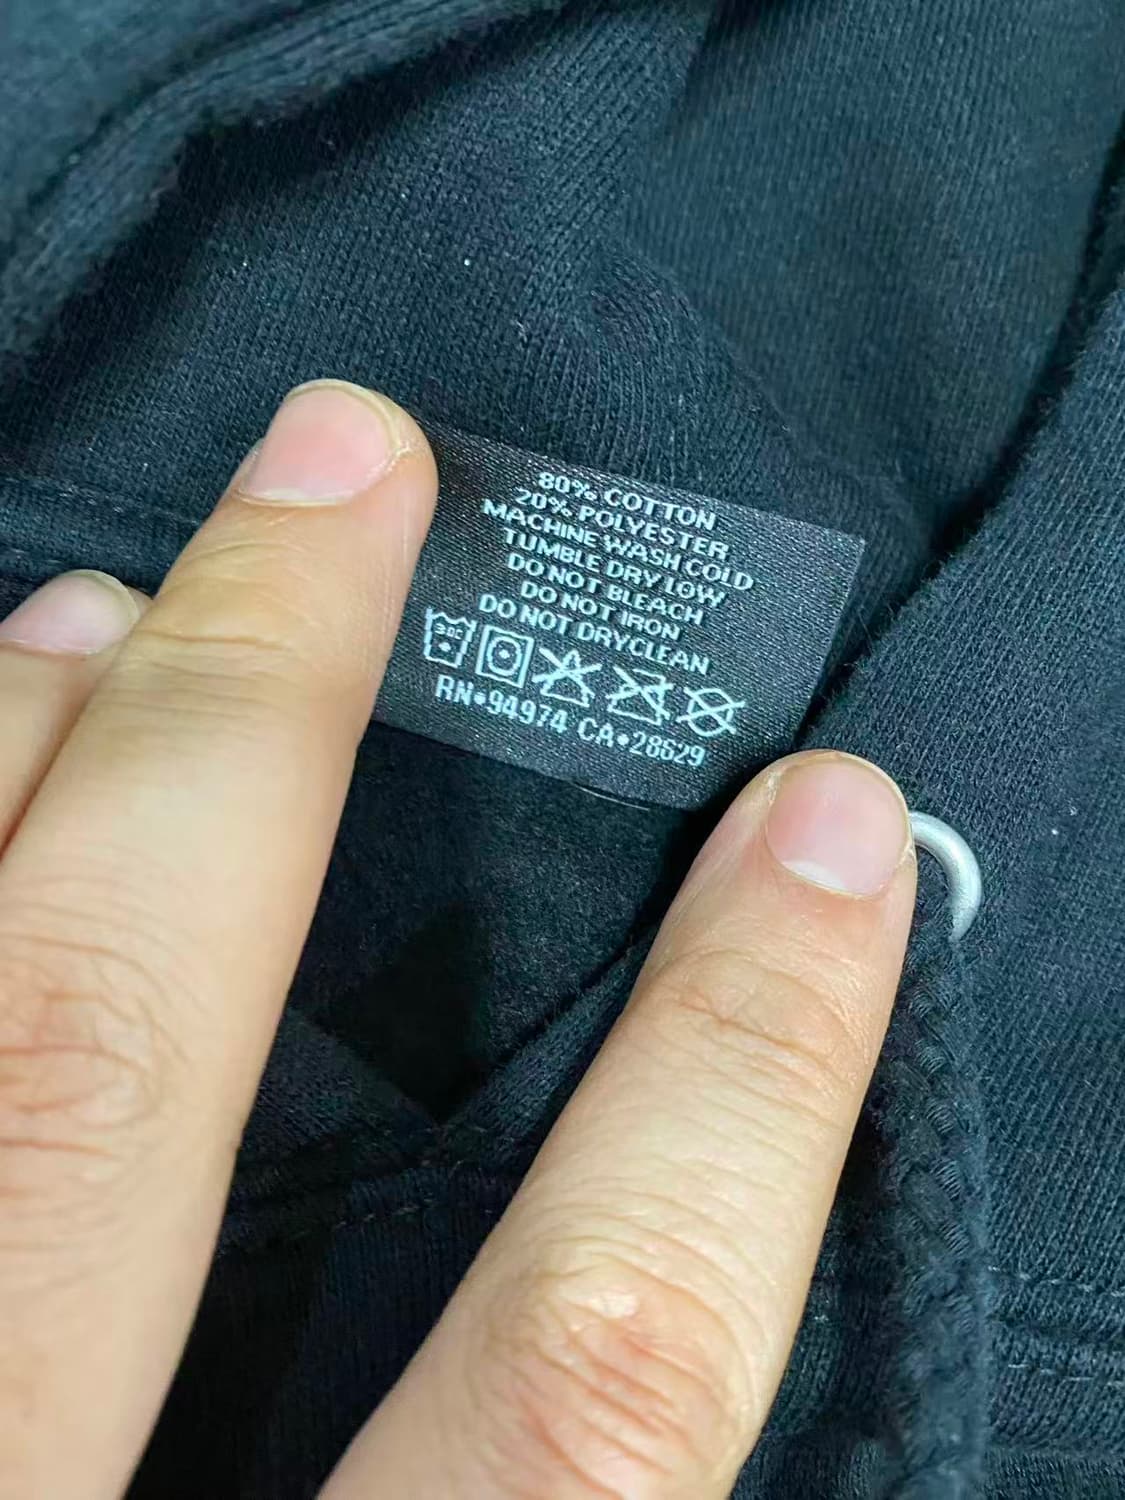 80% COTTON
20% POLYESTER
MACHINE WASH COLD
TUMBLE DRY LOW
DO NOT BLEACH
DO NOT IRON
DO NOT DRYCLEAN
RN•94974 CA•28629